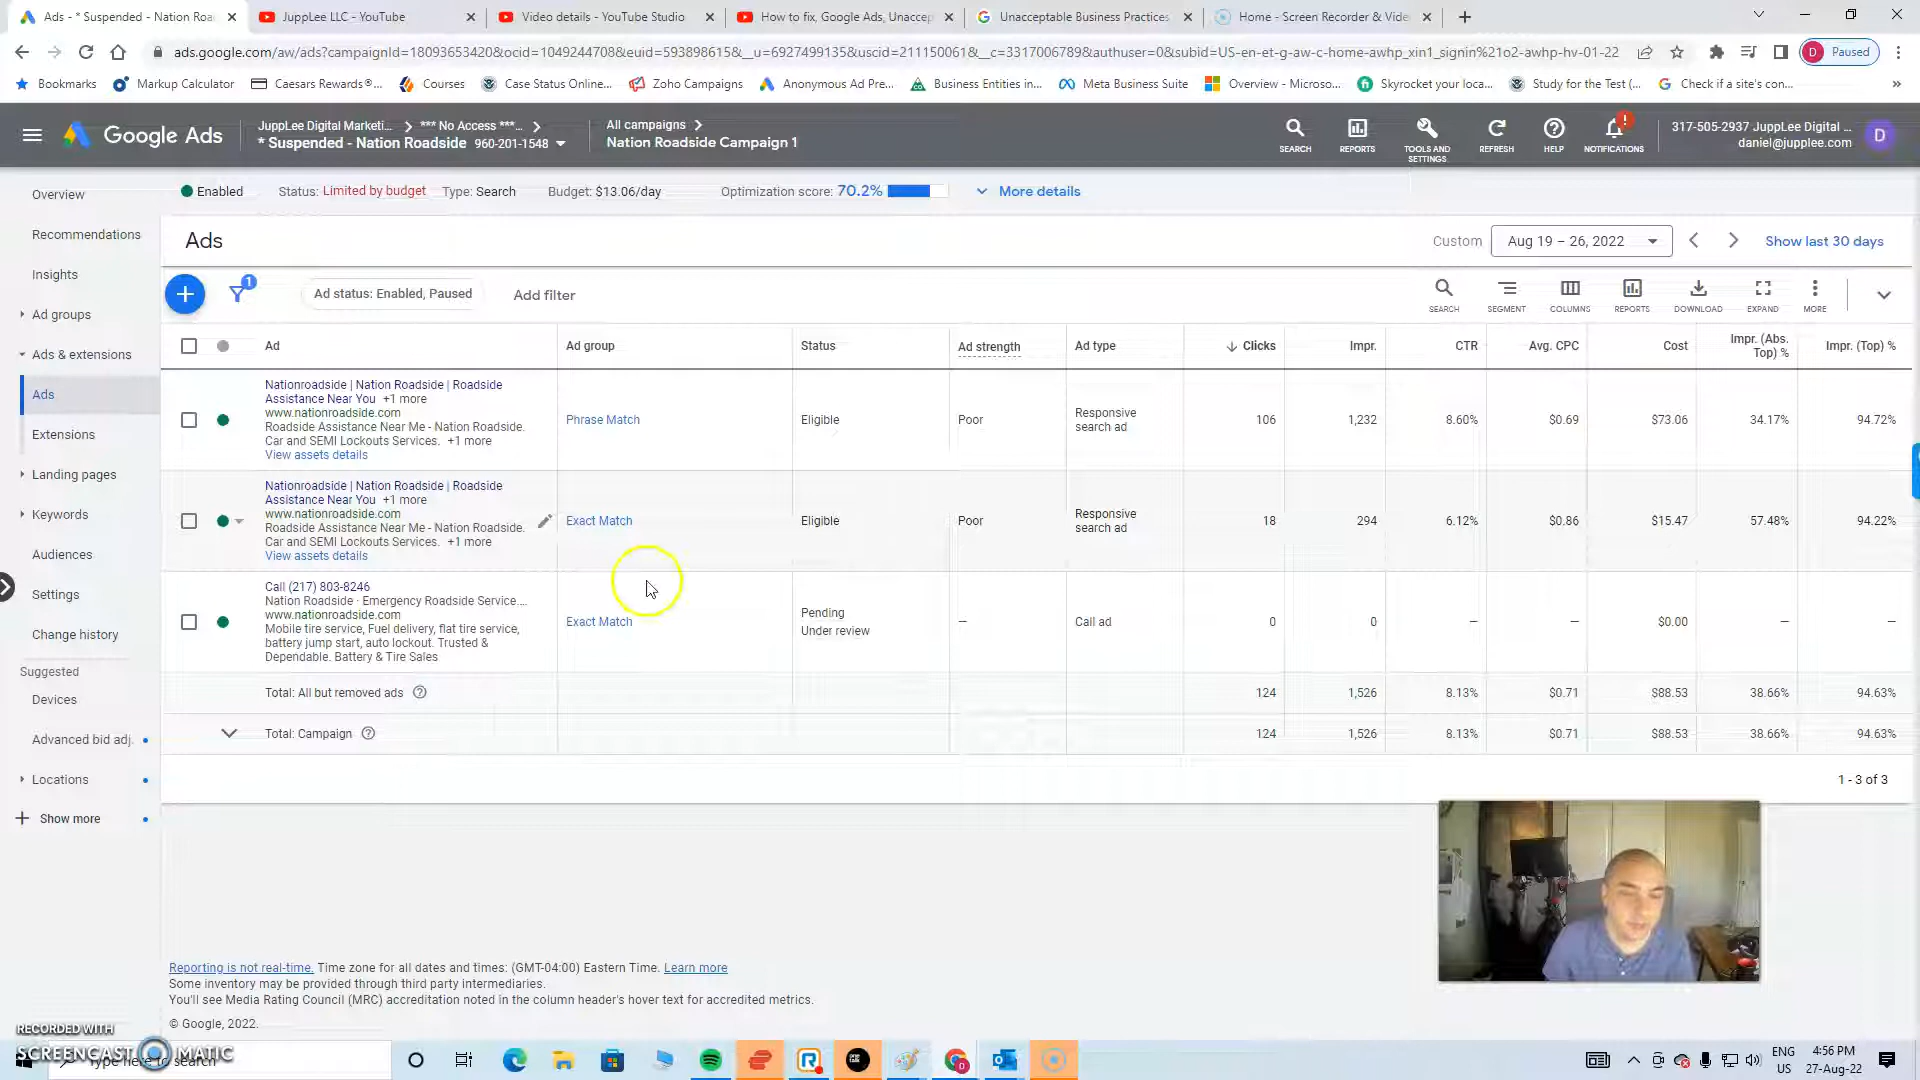 Ads - * Suspended - Nation Roa
JuppLee LLC - YouTube
Video details - YouTube Studio
How to fix, Google Ads, Unaccep
Unacceptable Business Practices
Home - Screen Recorder & Vide
ads.google.com/aw/ads?campaignId=18093653420&ocid=1049244708&euid=593898615&__u=6927499135&uscid=211150061&__c=3317006789&authuser=0&subid=US-en-et-g-aw-c-home-awhp_xin1_signin%21o2-awhp-hv-01-22
D Paused
Bookmarks
Markup Calculator
Caesars Rewards®...
Courses
Case Status Online...
Zoho Campaigns
Anonymous Ad Pre...
Business Entities in...
Meta Business Suite
Overview - Microso...
Skyrocket your loca...
Study for the Test (...
Check if a site's con...
Google Ads
JuppLee Digital Marketi...
*** No Access ***...
* Suspended - Nation Roadside 960-201-1548
All campaigns
Nation Roadside Campaign 1
SEARCH
REPORTS
TOOLS AND SETTINGS
REFRESH
HELP
NOTIFICATIONS
317-505-2937 JuppLee Digital ...
daniel@jupplee.com
D
Enabled
Status: Limited by budget
Type: Search
Budget: $13.06/day
Optimization score: 70.2%
More details
Overview
Recommendations
Insights
Ad groups
Ads & extensions
Ads
Extensions
Landing pages
Keywords
Audiences
Settings
Change history
Suggested
Devices
Advanced bid adj.
Locations
Show more
Ads
Custom
Aug 19 – 26, 2022
Show last 30 days
1
Ad status: Enabled, Paused
Add filter
SEARCH
SEGMENT
COLUMNS
REPORTS
DOWNLOAD
EXPAND
MORE
Ad
Ad group
Status
Ad strength
Ad type
Clicks
Impr.
CTR
Avg. CPC
Cost
Impr. (Abs. Top) %
Impr. (Top) %
Nationroadside | Nation Roadside | Roadside
Assistance Near You +1 more
www.nationroadside.com
Roadside Assistance Near Me - Nation Roadside.
Car and SEMI Lockouts Services. +1 more
View assets details
Phrase Match
Eligible
Poor
Responsive search ad
106
1,232
8.60%
$0.69
$73.06
34.17%
94.72%
Nationroadside | Nation Roadside | Roadside
Assistance Near You +1 more
www.nationroadside.com
Roadside Assistance Near Me - Nation Roadside.
Car and SEMI Lockouts Services. +1 more
View assets details
Exact Match
Eligible
Poor
Responsive search ad
18
294
6.12%
$0.86
$15.47
57.48%
94.22%
Call (217) 803-8246
Nation Roadside · Emergency Roadside Service....
www.nationroadside.com
Mobile tire service, Fuel delivery, flat tire service,
battery jump start, auto lockout. Trusted &
Dependable. Battery & Tire Sales
Exact Match
Pending
Under review
—
Call ad
0
0
—
—
$0.00
—
—
Total: All but removed ads
124
1,526
8.13%
$0.71
$88.53
38.66%
94.63%
Total: Campaign
124
1,526
8.13%
$0.71
$88.53
38.66%
94.63%
1 - 3 of 3
Reporting is not real-time. Time zone for all dates and times: (GMT-04:00) Eastern Time. Learn more
Some inventory may be provided through third party intermediaries.
You'll see Media Rating Council (MRC) accreditation noted in the column header's hover text for accredited metrics.
© Google, 2022.
RECORDED WITH
SCREENCAST MATIC
Type here to search
ENG
US
4:56 PM
27-Aug-22